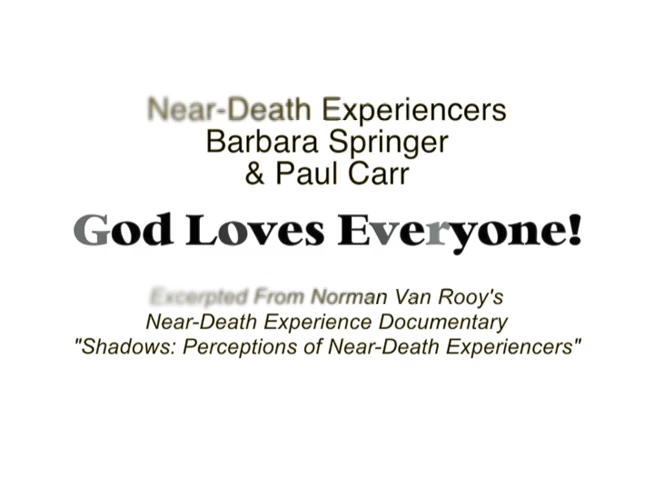 Near-Death Experiencers
Barbara Springer
& Paul Carr
God Loves Everyone!
Excerpted From Norman Van Rooy's
Near-Death Experience Documentary
"Shadows: Perceptions of Near-Death Experiencers"